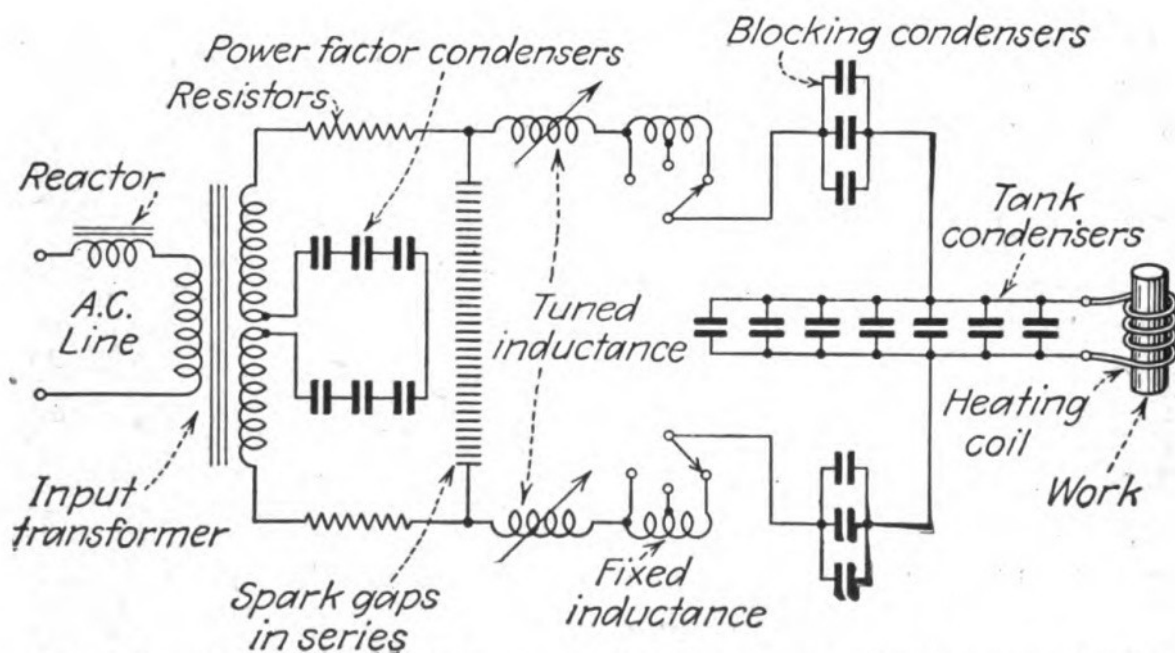 Power factor condensers
Resistors
Blocking condensers
Reactor
A.C.
Line
Tank
condensers
Tuned
inductance
Heating
coil
Work
Input
transformer
Spark gaps
in series
Fixed
inductance